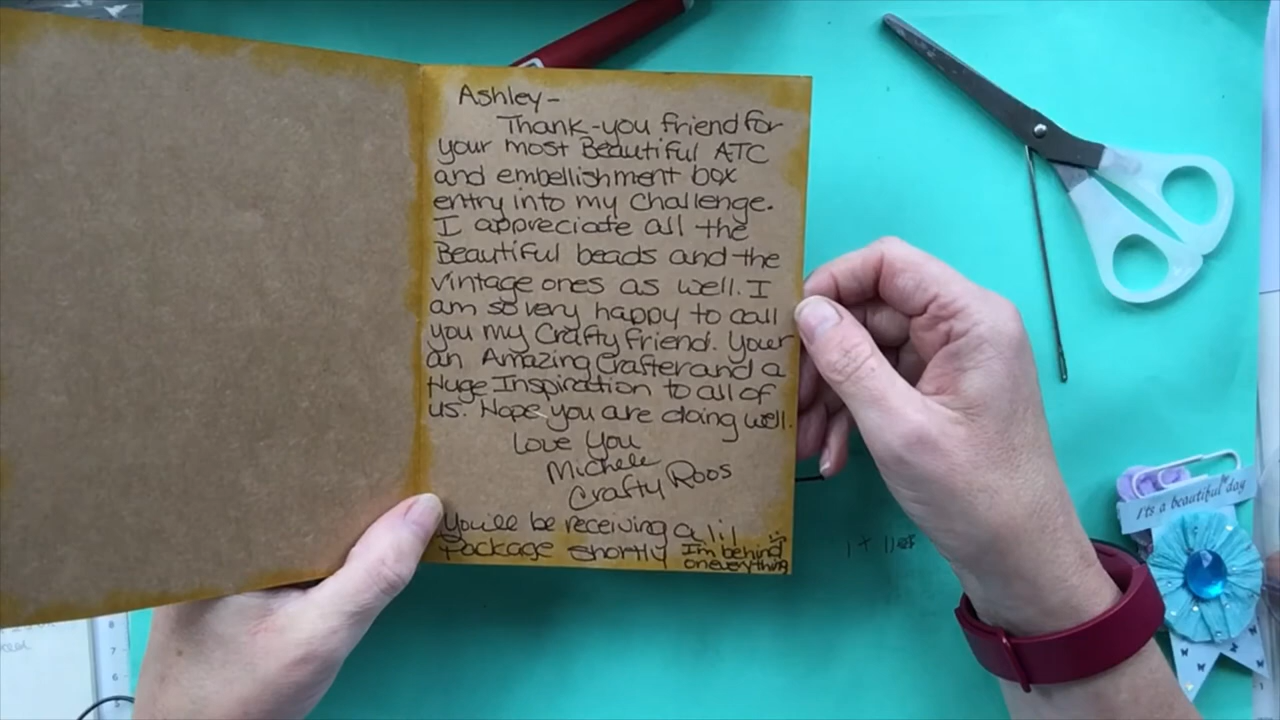 Ashley-
Thank-you friend for
your most Beautiful ATC
and embellishment box
entry into my Challenge.
I appreciate all the
Beautiful beads and the
vintage ones as well. I
am so very happy to call
you my Crafty friend. Your
an Amazing Crafter and a
Huge Inspiration to all of
us. Hope you are doing well.
Love You
Michele
Crafty Roos
You'll be receiving a lil
package shortly
I'm behind
on everything
It's a beautiful day
8
7
6